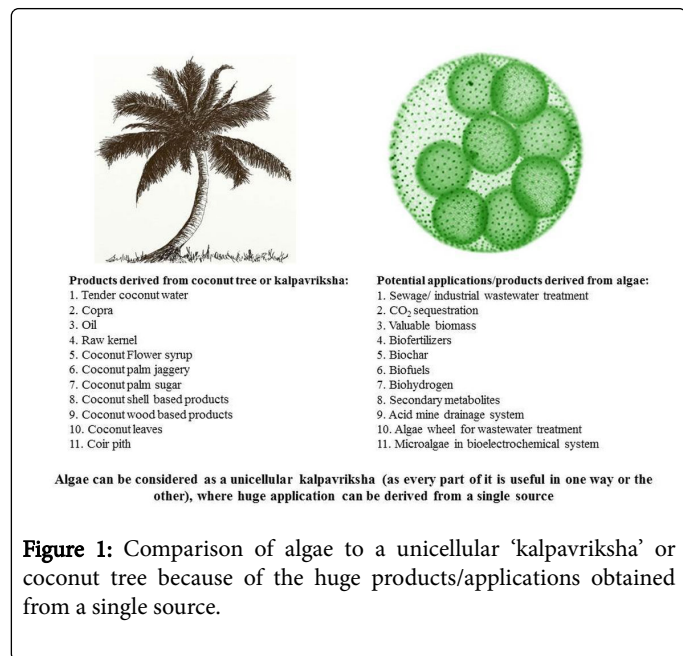 Products derived from coconut tree or kalpavriksha:
1. Tender coconut water
2. Copra
3. Oil
4. Raw kernel
5. Coconut Flower syrup
6. Coconut palm jaggery
7. Coconut palm sugar
8. Coconut shell based products
9. Coconut wood based products
10. Coconut leaves
11. Coir pith
Potential applications/products derived from algae:
1. Sewage/ industrial wastewater treatment
2. CO₂ sequestration
3. Valuable biomass
4. Biofertilizers
5. Biochar
6. Biofuels
7. Biohydrogen
8. Secondary metabolites
9. Acid mine drainage system
10. Algae wheel for wastewater treatment
11. Microalgae in bioelectrochemical system
Algae can be considered as a unicellular kalpavriksha (as every part of it is useful in one way or the
other), where huge application can be derived from a single source
Figure 1: Comparison of algae to a unicellular ‘kalpavriksha’ or
coconut tree because of the huge products/applications obtained
from a single source.